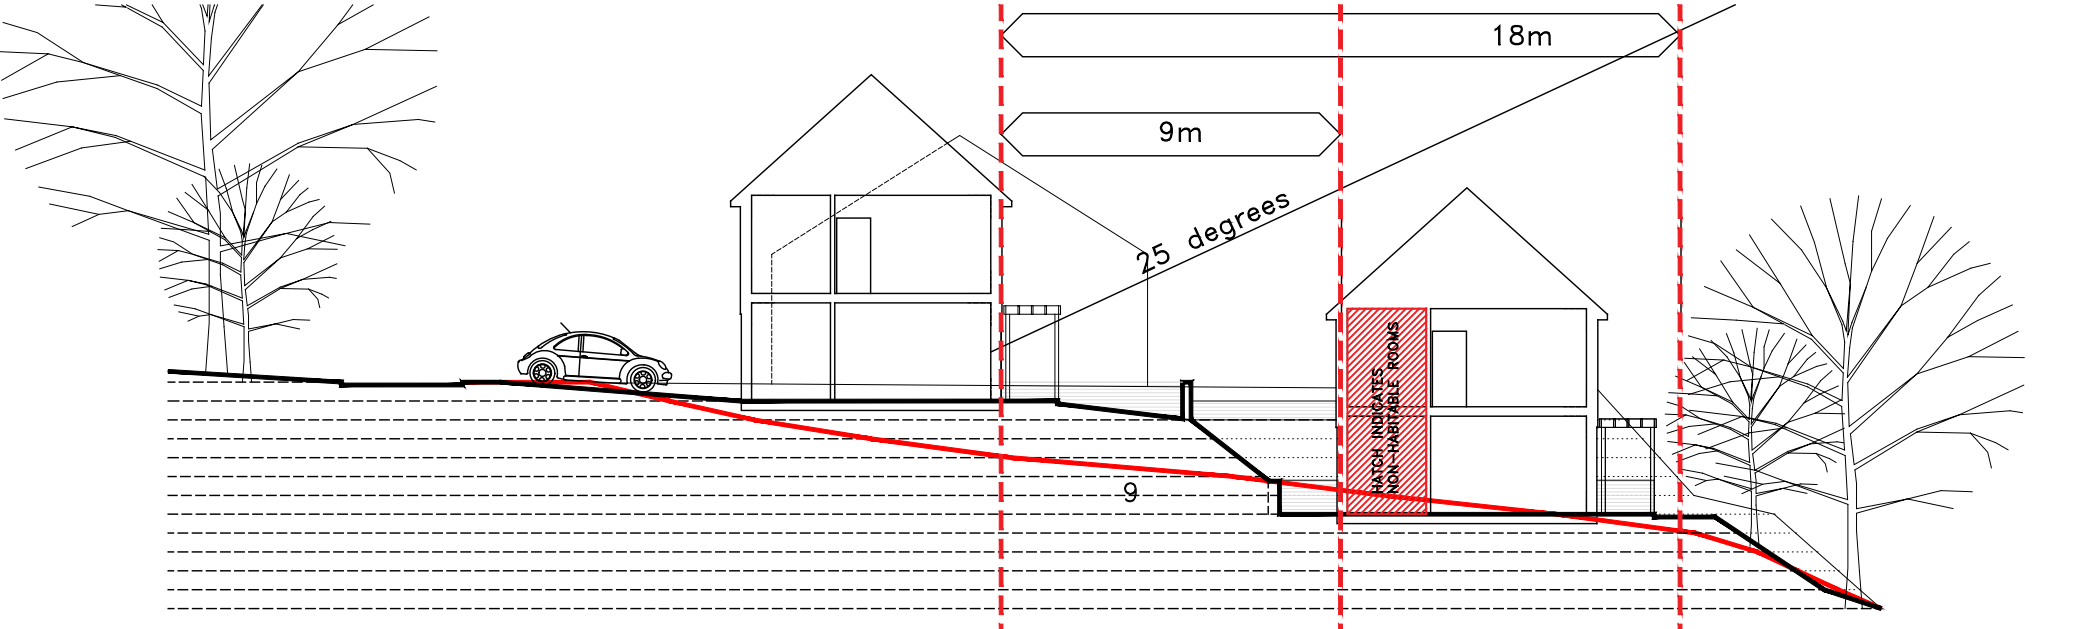 18m
9m
25 degrees
HATCH INDICATES
NON-HABITABLE ROOMS
9